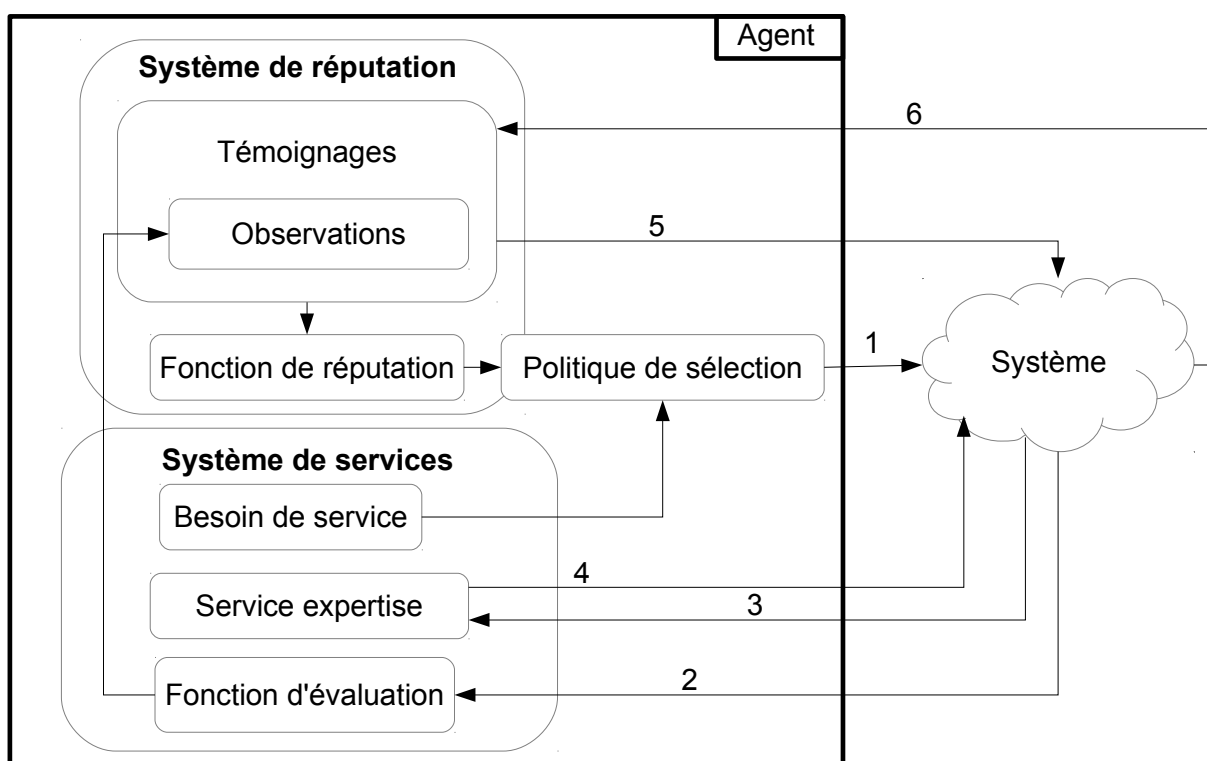 Agent
Système de réputation
6
Témoignages
Observations
5
Fonction de réputation
Politique de sélection
1
Système
Système de services
Besoin de service
4
Service expertise
3
Fonction d'évaluation
2